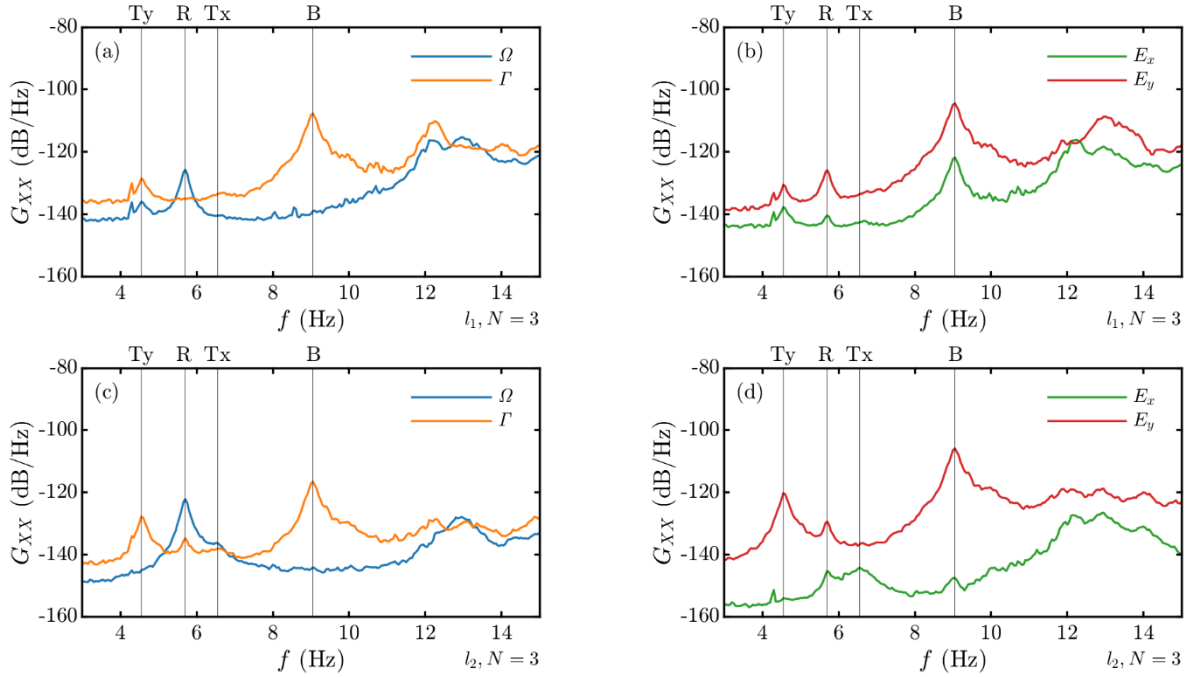 Ty R Tx B
Ty R Tx B
(a)
Ω
Γ
-80
-100
-120
-140
-160
G_XX (dB/Hz)
4 6 8 10 12 14
f (Hz)
l₁, N = 3
(b)
E_x
E_y
-80
-100
-120
-140
-160
G_XX (dB/Hz)
4 6 8 10 12 14
f (Hz)
l₁, N = 3
Ty R Tx B
Ty R Tx B
(c)
Ω
Γ
-80
-100
-120
-140
-160
G_XX (dB/Hz)
4 6 8 10 12 14
f (Hz)
l₂, N = 3
(d)
E_x
E_y
-80
-100
-120
-140
-160
G_XX (dB/Hz)
4 6 8 10 12 14
f (Hz)
l₂, N = 3